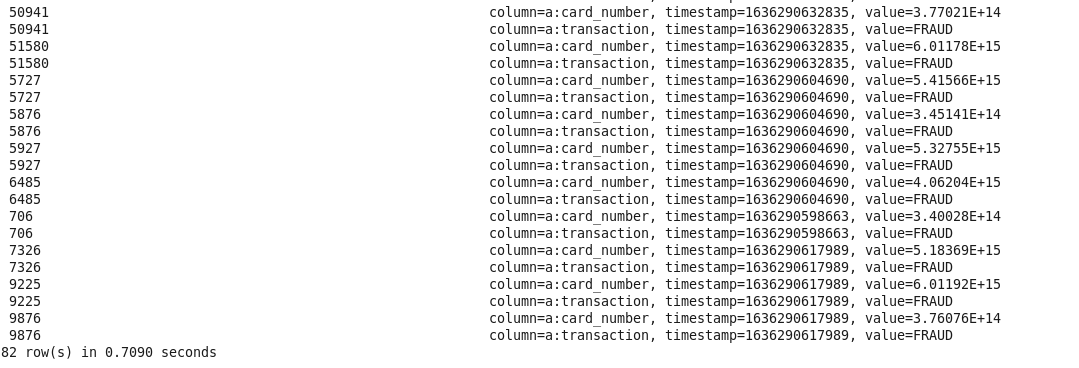 50941 column=a:card_number, timestamp=1636290632835, value=3.77021E+14
50941 column=a:transaction, timestamp=1636290632835, value=FRAUD
51580 column=a:card_number, timestamp=1636290632835, value=6.01178E+15
51580 column=a:transaction, timestamp=1636290632835, value=FRAUD
5727 column=a:card_number, timestamp=1636290604690, value=5.41566E+15
5727 column=a:transaction, timestamp=1636290604690, value=FRAUD
5876 column=a:card_number, timestamp=1636290604690, value=3.45141E+14
5876 column=a:transaction, timestamp=1636290604690, value=FRAUD
5927 column=a:card_number, timestamp=1636290604690, value=5.32755E+15
5927 column=a:transaction, timestamp=1636290604690, value=FRAUD
6485 column=a:card_number, timestamp=1636290604690, value=4.06204E+15
6485 column=a:transaction, timestamp=1636290604690, value=FRAUD
706 column=a:card_number, timestamp=1636290598663, value=3.40028E+14
706 column=a:transaction, timestamp=1636290598663, value=FRAUD
7326 column=a:card_number, timestamp=1636290617989, value=5.18369E+15
7326 column=a:transaction, timestamp=1636290617989, value=FRAUD
9225 column=a:card_number, timestamp=1636290617989, value=6.01192E+15
9225 column=a:transaction, timestamp=1636290617989, value=FRAUD
9876 column=a:card_number, timestamp=1636290617989, value=3.76076E+14
9876 column=a:transaction, timestamp=1636290617989, value=FRAUD
82 row(s) in 0.7090 seconds